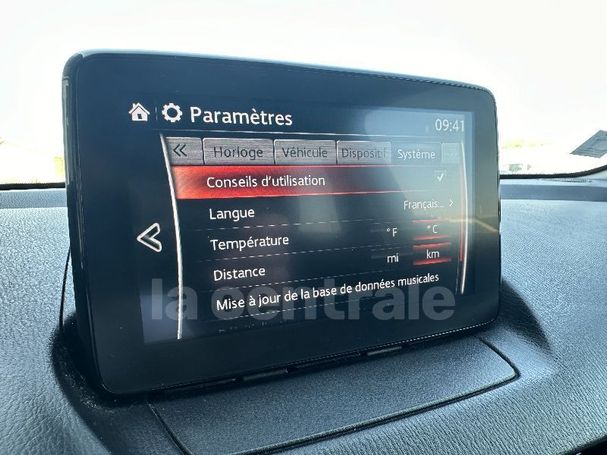 Paramètres
09:41
« Horloge Véhicule Dispositif Système
Conseils d'utilisation
Langue Français...
Température °F °C
Distance mi km
Mise à jour de la base de données musicales
la centrale